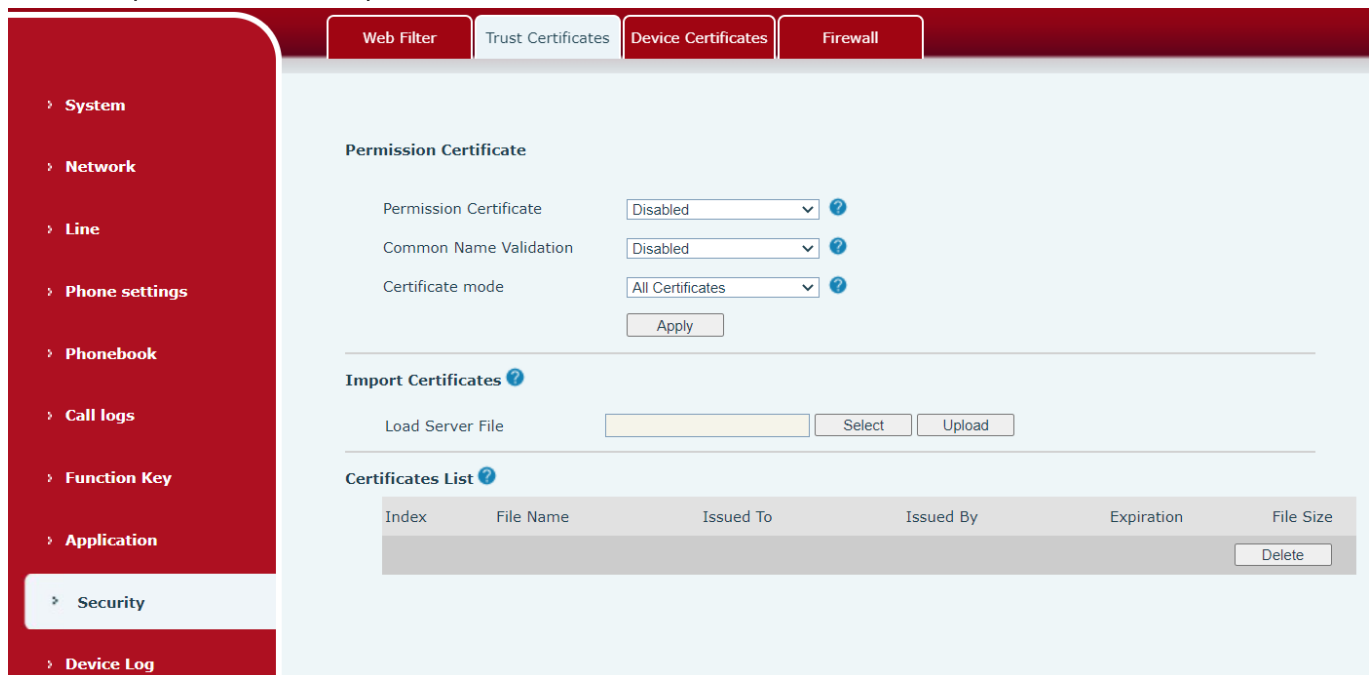 Web Filter Trust Certificates Device Certificates Firewall
System
Network
Line
Phone settings
Phonebook
Call logs
Function Key
Application
Security
Device Log
Permission Certificate
Permission Certificate Disabled
Common Name Validation Disabled
Certificate mode All Certificates
Apply
Import Certificates
Load Server File Select Upload
Certificates List
Index File Name Issued To Issued By Expiration File Size
Delete